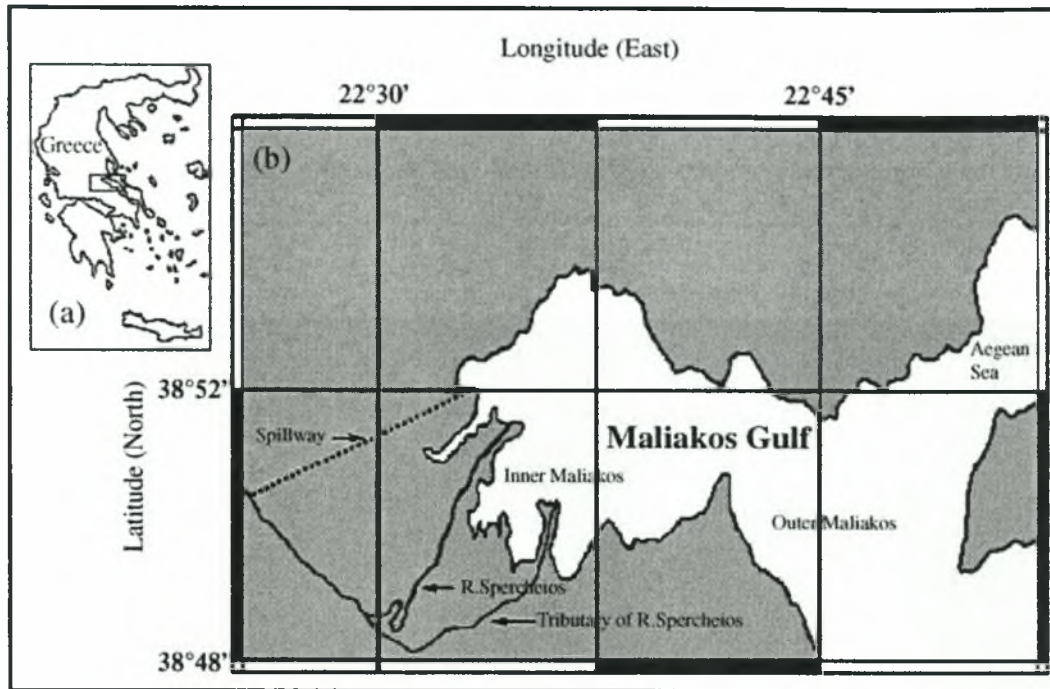 Longitude (East)
22°30'
22°45'
Greece
(a)
(b)
Aegean
Sea
38°52'
Spillway
Maliakos Gulf
Inner Maliakos
Outer Maliakos
Latitude (North)
R.Spercheios
Tributary of R.Spercheios
38°48'